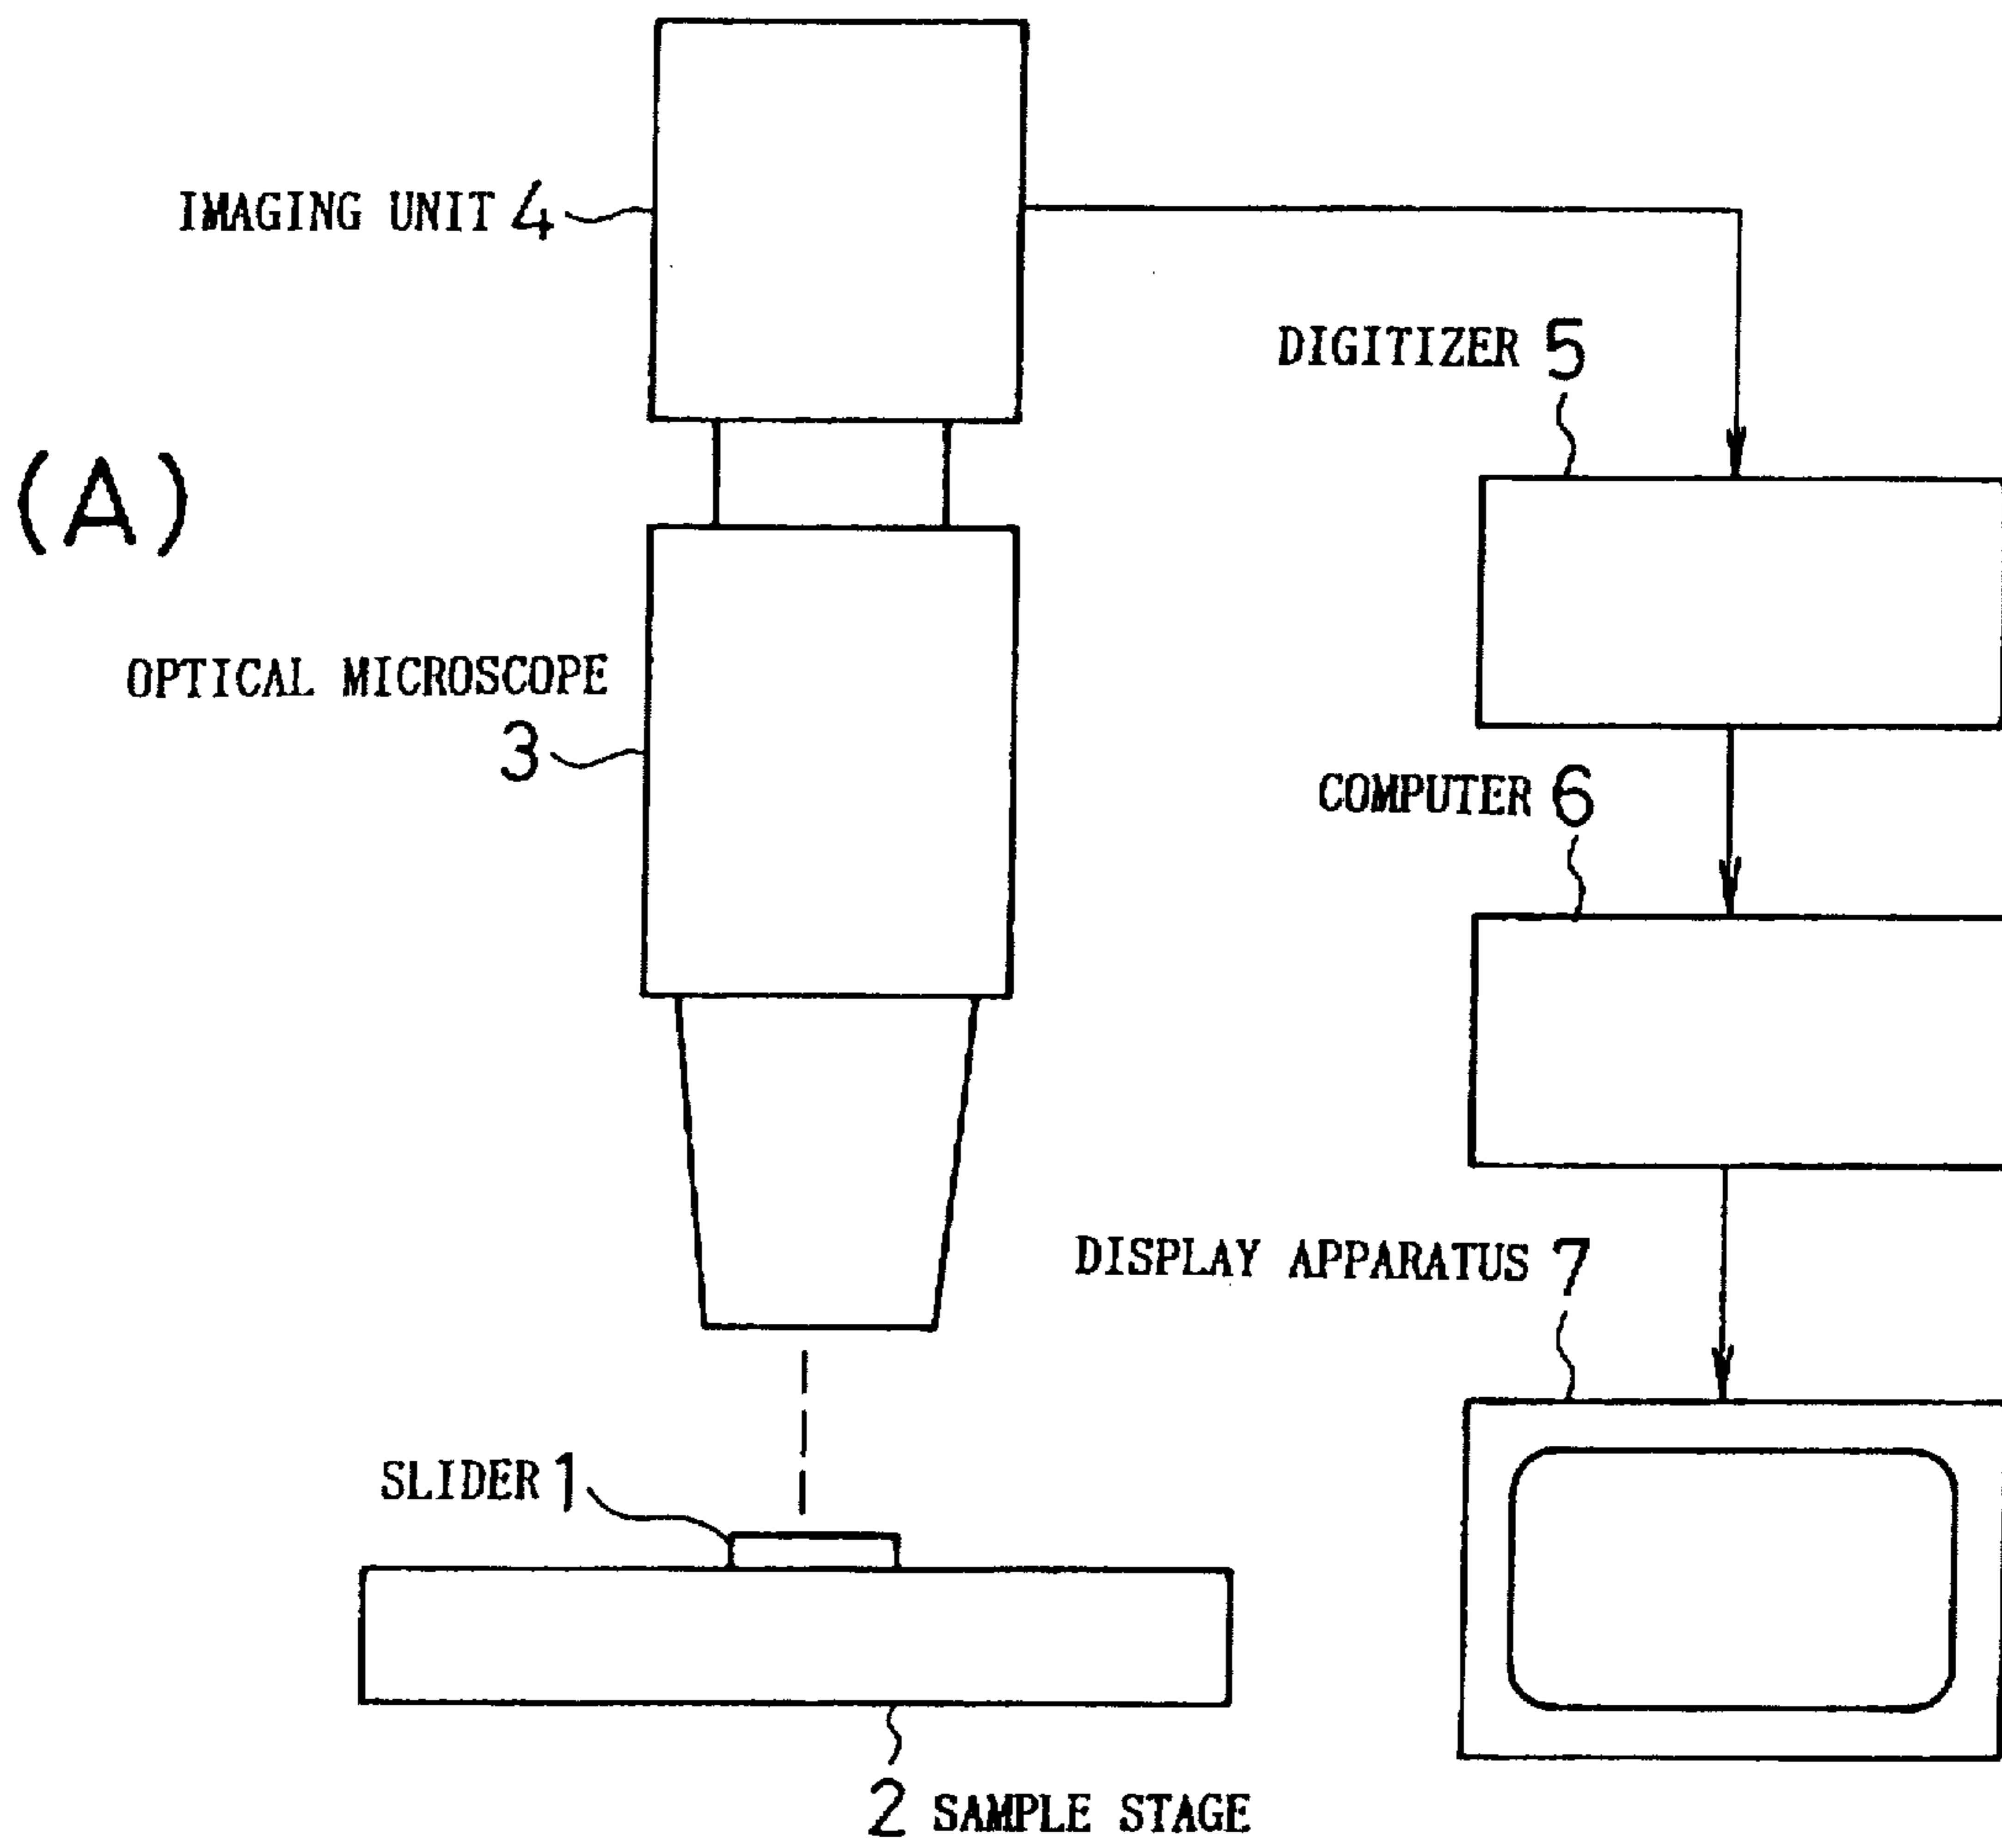 IMAGING UNIT 4
DIGITIZER 5
(A)
OPTICAL MICROSCOPE
3
COMPUTER 6
DISPLAY APPARATUS 7
SLIDER 1
2 SAMPLE STAGE